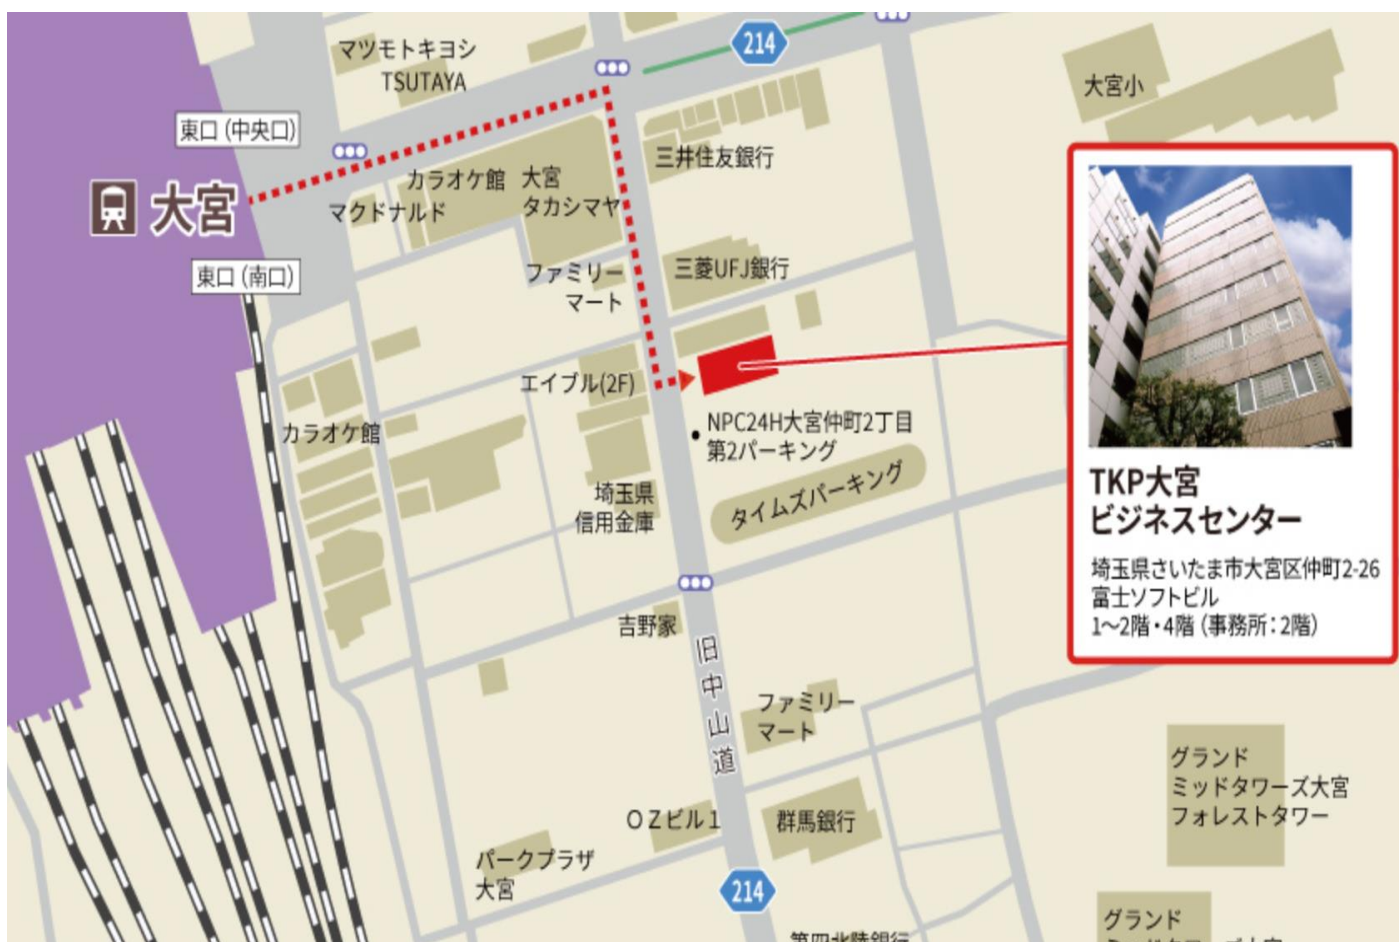 マツモトキヨシ
TSUTAYA
214
大宮小
東口（中央口）
三井住友銀行
カラオケ館
大宮
タカシマヤ
マクドナルド
大宮
東口（南口）
ファミリー
マート
三菱UFJ銀行
エイブル(2F)
カラオケ館
NPC24H大宮仲町2丁目
第2パーキング
タイムズパーキング
埼玉県
信用金庫
TKP大宮
ビジネスセンター
埼玉県さいたま市大宮区仲町2-26
富士ソフトビル
1〜2階・4階（事務所：2階）
吉野家
旧中山道
ファミリー
マート
グランド
ミッドタワーズ大宮
フォレストタワー
ＯＺビル１
群馬銀行
パークプラザ
大宮
214
グランド